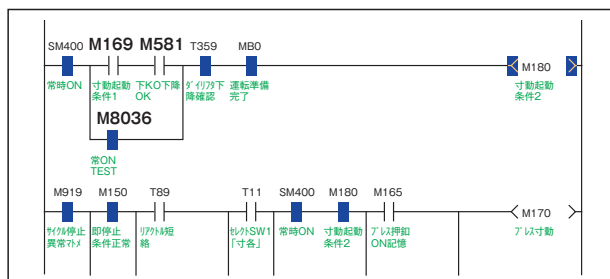 SM400 M169 M581 T359 MB0 M180
常時ON 寸動起動 下KO下降 ﾀﾞｲﾘﾌﾀ下 運転準備 寸動起動
条件1 OK 降確認 完了 条件2
M8036
常ON
TEST
M919 M150 T89 T11 SM400 M180 M165 M170
ｻｲｸﾙ停止 即停止 ﾘｱｸﾄﾙ短 ｾﾚｸﾄSW1 常時ON 寸動起動 ﾌﾟﾚｽ押釦 ﾌﾟﾚｽ寸動
異常ﾏﾄﾒ 条件正常 絡 「寸各」 条件2 ON記憶